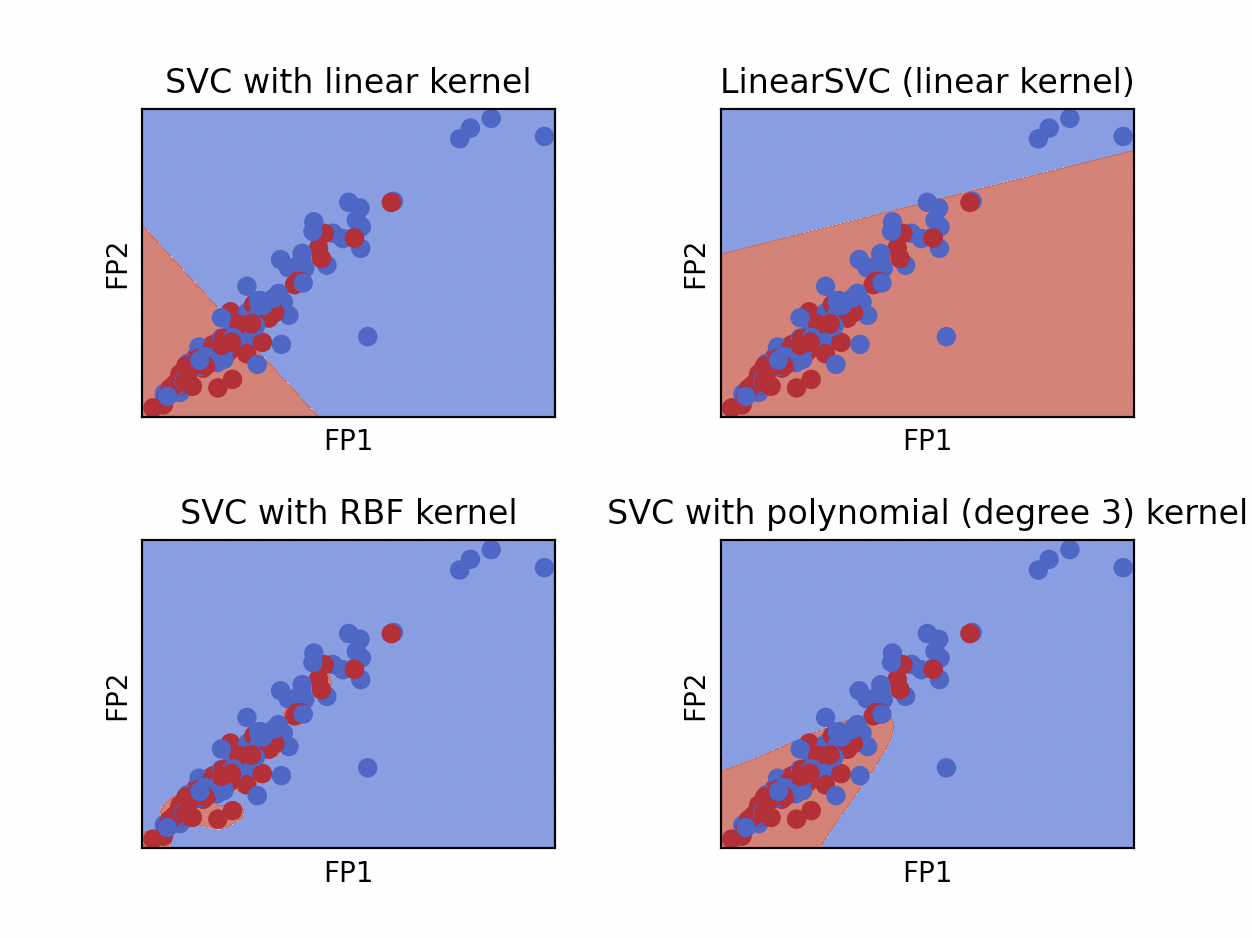 SVC with linear kernel
LinearSVC (linear kernel)
FP2
FP2
FP1
FP1
SVC with RBF kernel
SVC with polynomial (degree 3) kernel
FP2
FP2
FP1
FP1